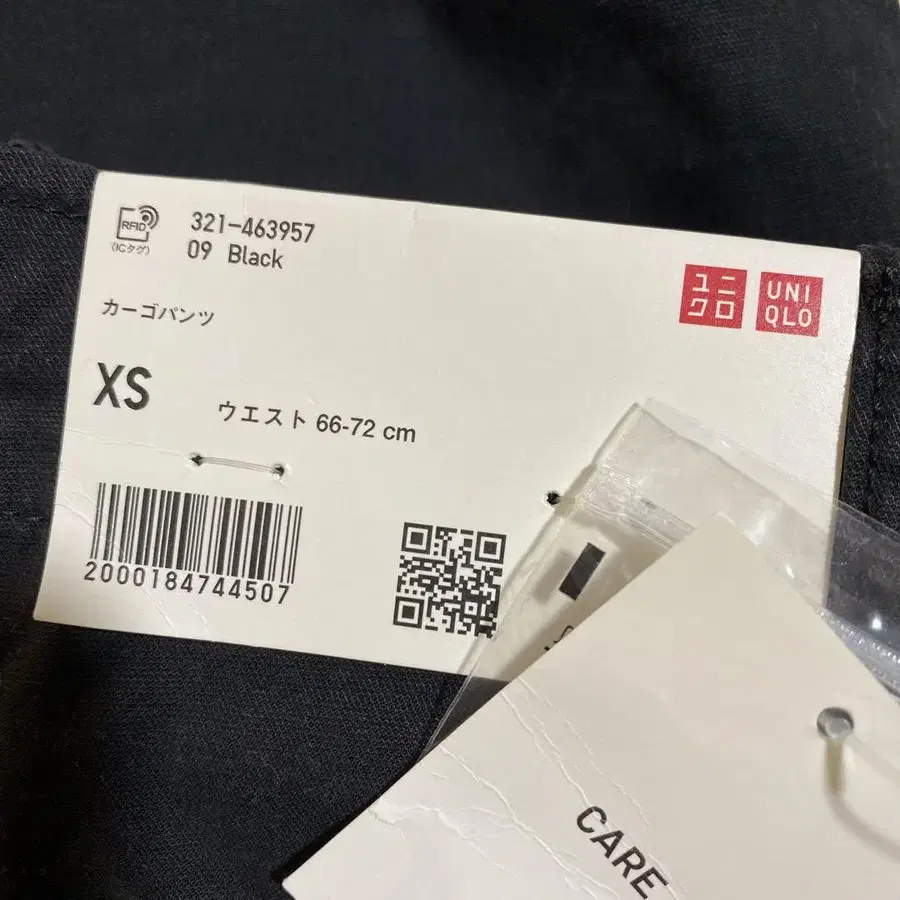 RFID
(ICタグ)
321-463957
09 Black
ユニ
クロ
UNI
QLO
カーゴパンツ
XS
ウエスト 66-72 cm
2000184744507
CARE